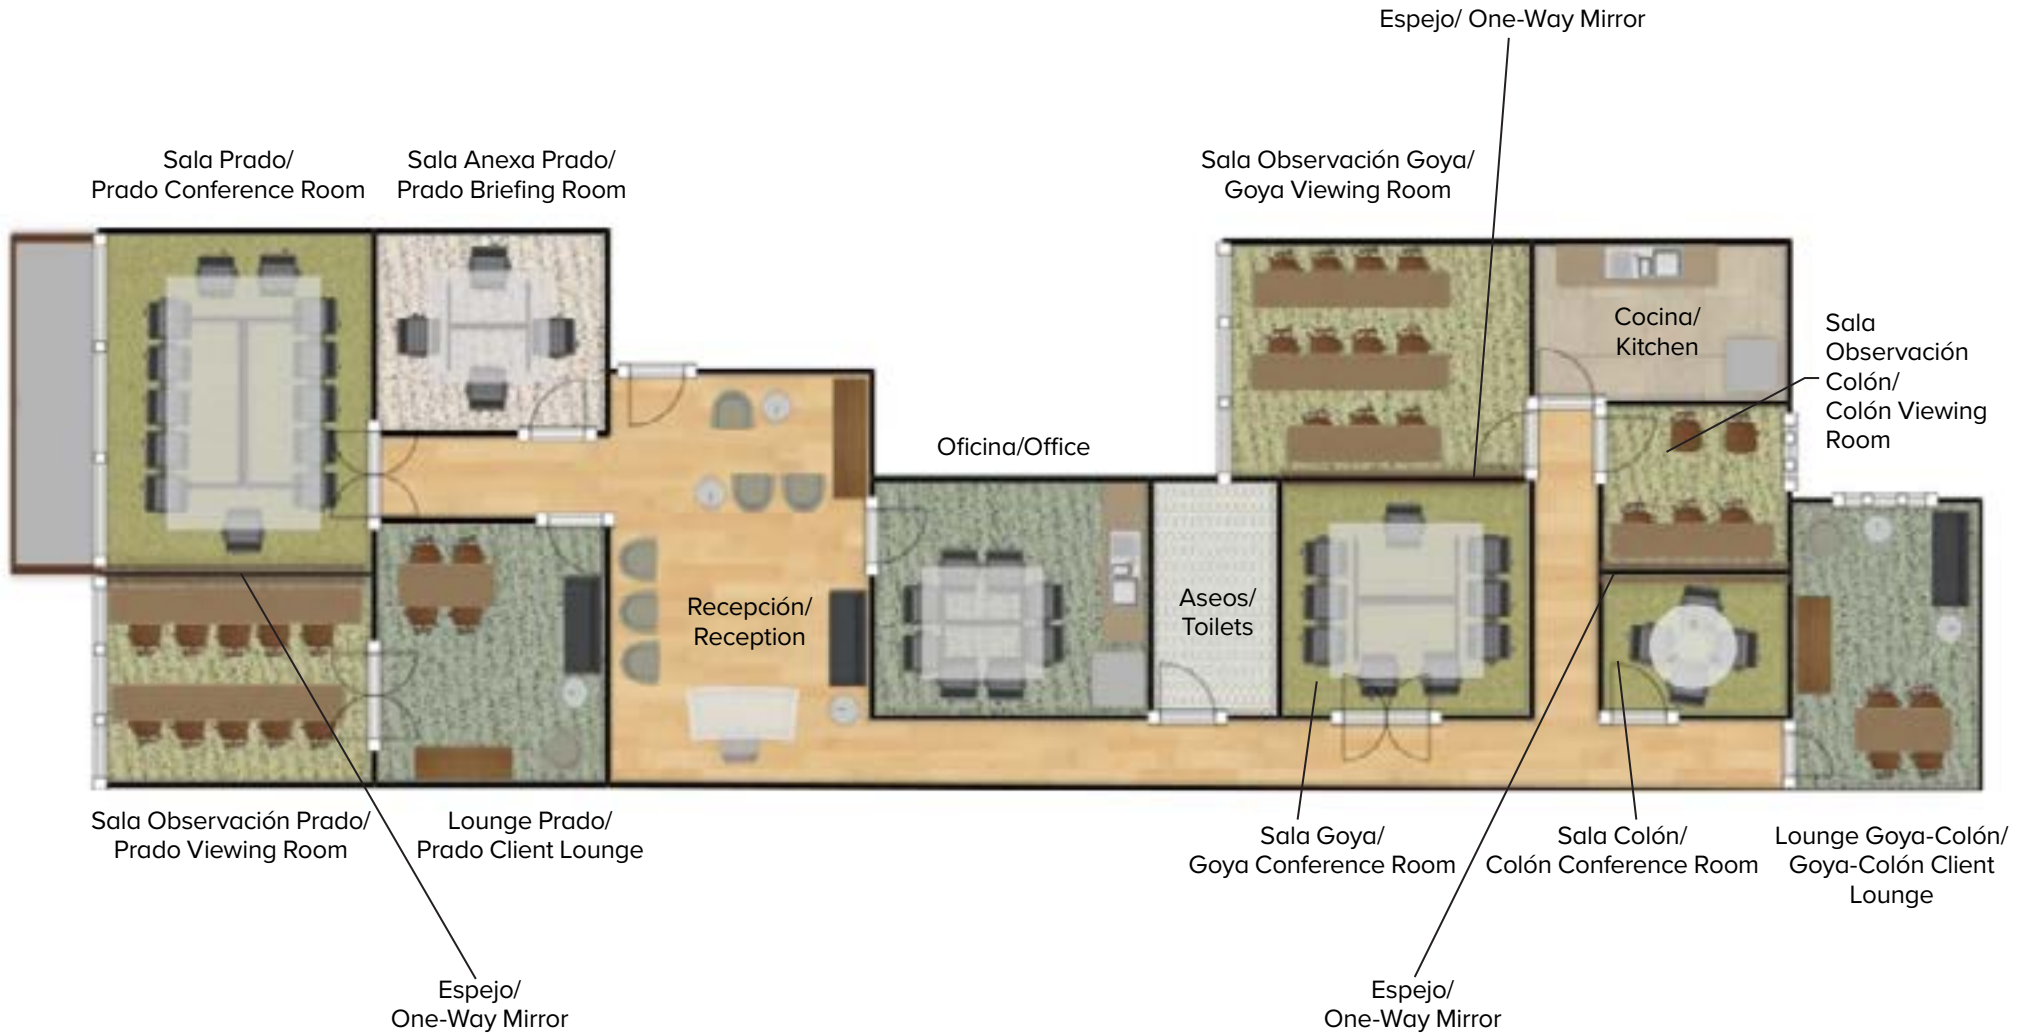 Espejo/ One-Way Mirror
Sala Prado/
Prado Conference Room
Sala Anexa Prado/
Prado Briefing Room
Sala Observación Goya/
Goya Viewing Room
Cocina/
Kitchen
Sala
Observación
Colón/
Colón Viewing
Room
Oficina/Office
Recepción/
Reception
Aseos/
Toilets
Sala Observación Prado/
Prado Viewing Room
Lounge Prado/
Prado Client Lounge
Sala Goya/
Goya Conference Room
Sala Colón/
Colón Conference Room
Lounge Goya-Colón/
Goya-Colón Client
Lounge
Espejo/
One-Way Mirror
Espejo/
One-Way Mirror